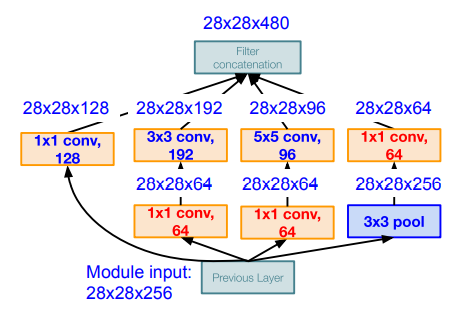 28x28x480
Filter
concatenation
28x28x128
28x28x192
28x28x96
28x28x64
1x1 conv,
128
3x3 conv,
192
5x5 conv,
96
1x1 conv,
64
28x28x64
28x28x64
28x28x256
1x1 conv,
64
1x1 conv,
64
3x3 pool
Module input:
28x28x256
Previous Layer